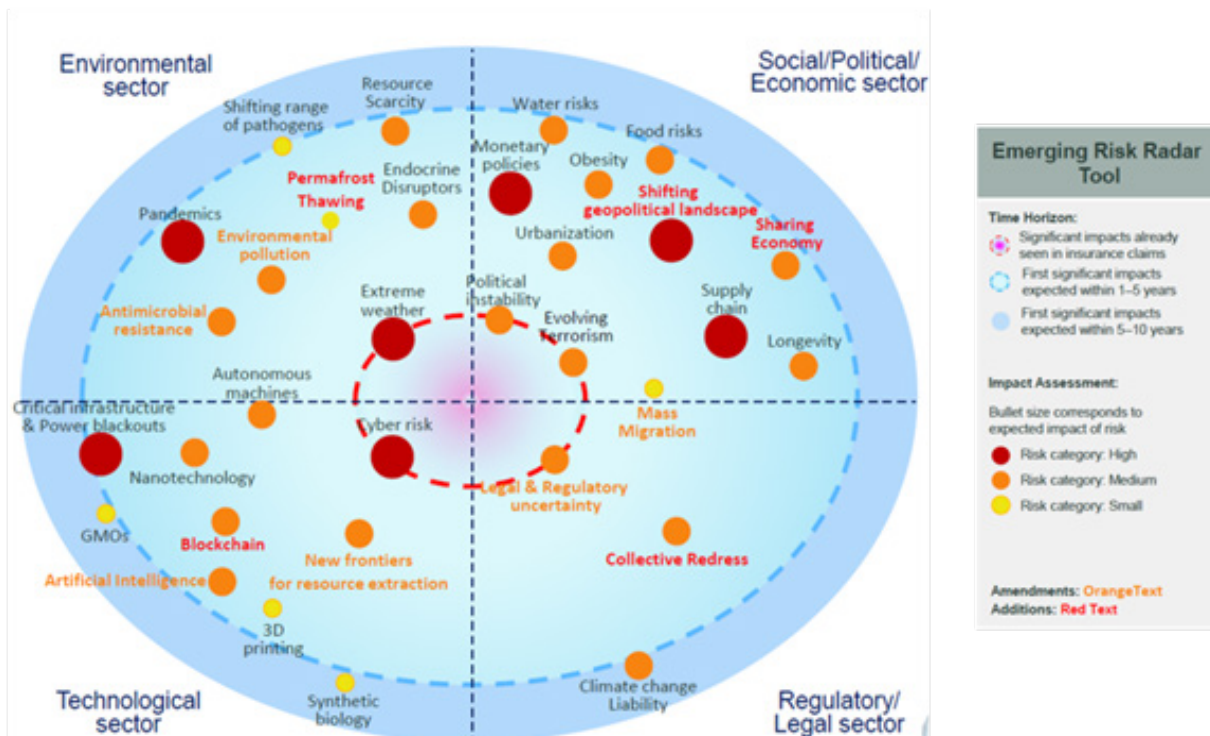 Environmental
sector
Social/Political/
Economic sector
Shifting range
of pathogens
Resource
Scarcity
Water risks
Food risks
Monetary
policies
Obesity
Permafrost
Thawing
Endocrine
Disruptors
Shifting
geopolitical landscape
Sharing
Economy
Pandemics
Environmental
pollution
Urbanization
Antimicrobial
resistance
Extreme
weather
Political
instability
Evolving
Terrorism
Supply
chain
Longevity
Autonomous
machines
Mass
Migration
Critical infrastructure
& Power blackouts
Cyber risk
Nanotechnology
Legal & Regulatory
uncertainty
GMOs
Blockchain
New frontiers
for resource extraction
Collective Redress
Artificial Intelligence
3D
printing
Synthetic
biology
Climate change
Liability
Technological
sector
Regulatory/
Legal sector
Emerging Risk Radar
Tool
Time Horizon:
Significant impacts already
seen in insurance claims
First significant impacts
expected within 1–5 years
First significant impacts
expected within 5–10 years
Impact Assessment:
Bullet size corresponds to
expected impact of risk
Risk category: High
Risk category: Medium
Risk category: Small
Amendments: OrangeText
Additions: Red Text